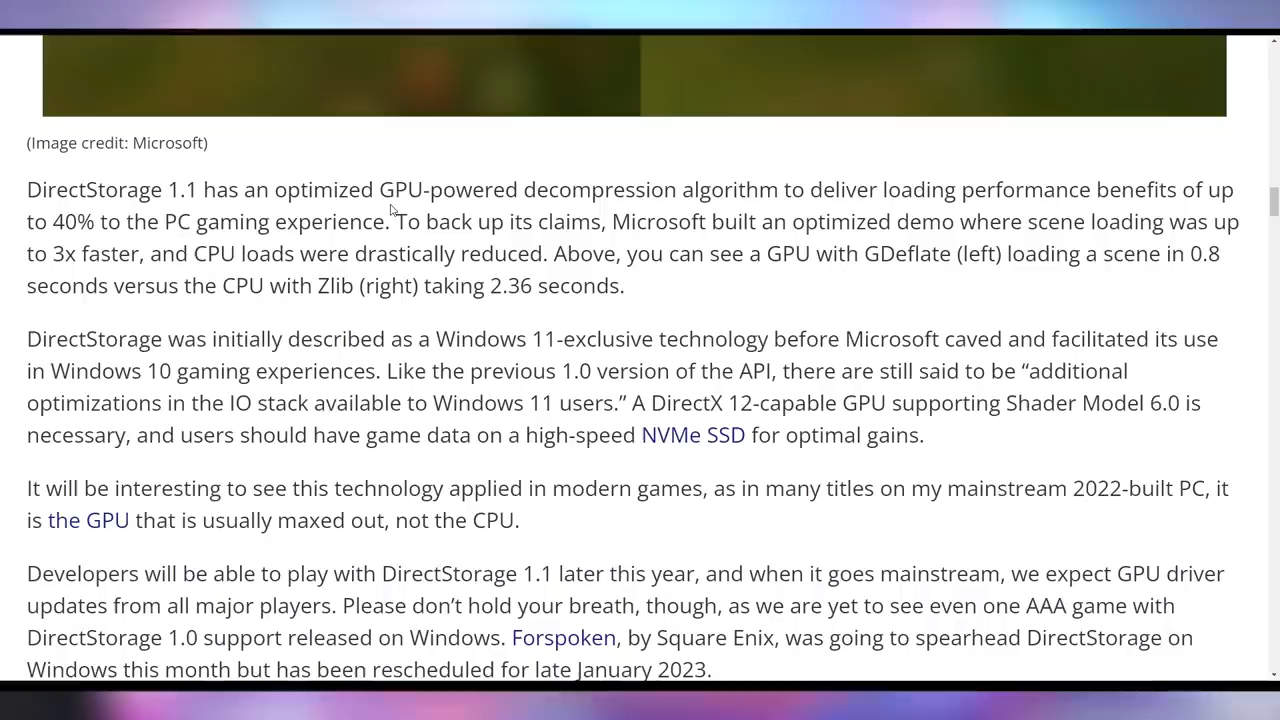 (Image credit: Microsoft)
DirectStorage 1.1 has an optimized GPU-powered decompression algorithm to deliver loading performance benefits of up
to 40% to the PC gaming experience. To back up its claims, Microsoft built an optimized demo where scene loading was up
to 3x faster, and CPU loads were drastically reduced. Above, you can see a GPU with GDeflate (left) loading a scene in 0.8
seconds versus the CPU with Zlib (right) taking 2.36 seconds.
DirectStorage was initially described as a Windows 11-exclusive technology before Microsoft caved and facilitated its use
in Windows 10 gaming experiences. Like the previous 1.0 version of the API, there are still said to be “additional
optimizations in the IO stack available to Windows 11 users.” A DirectX 12-capable GPU supporting Shader Model 6.0 is
necessary, and users should have game data on a high-speed NVMe SSD for optimal gains.
It will be interesting to see this technology applied in modern games, as in many titles on my mainstream 2022-built PC, it
is the GPU that is usually maxed out, not the CPU.
Developers will be able to play with DirectStorage 1.1 later this year, and when it goes mainstream, we expect GPU driver
updates from all major players. Please don’t hold your breath, though, as we are yet to see even one AAA game with
DirectStorage 1.0 support released on Windows. Forspoken, by Square Enix, was going to spearhead DirectStorage on
Windows this month but has been rescheduled for late January 2023.